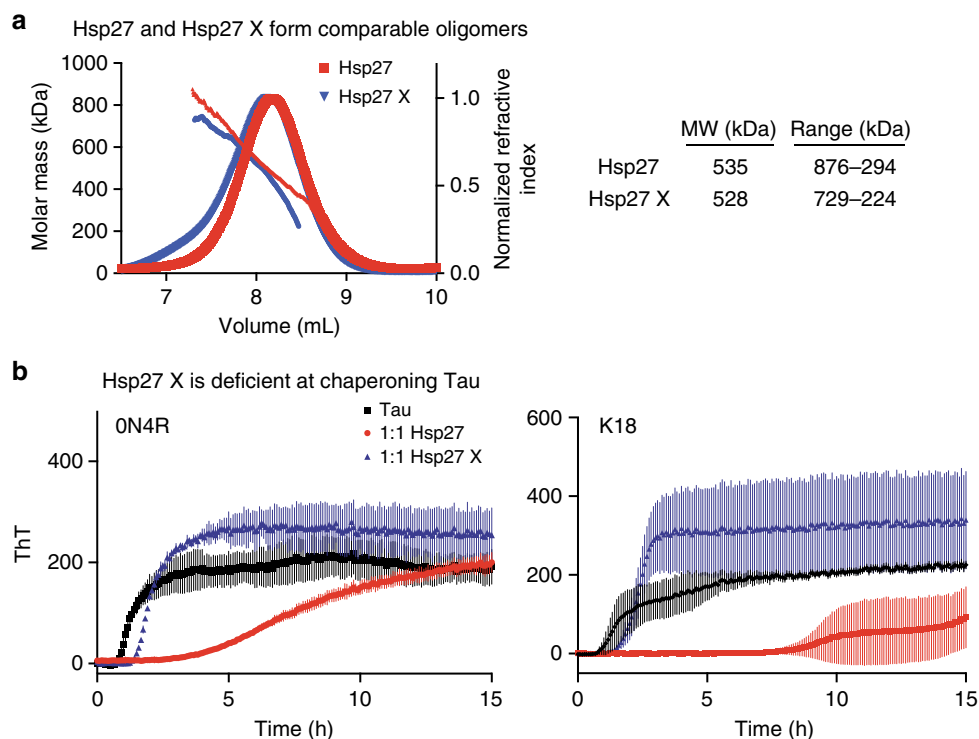 a
Hsp27 and Hsp27 X form comparable oligomers
1000
800
600
400
200
0
Molar mass (kDa)
7
8
9
10
Volume (mL)
1.0
0.5
0.0
Normalized refractive
index
Hsp27
Hsp27 X
MW (kDa) Range (kDa)
Hsp27 535 876–294
Hsp27 X 528 729–224
b
Hsp27 X is deficient at chaperoning Tau
0N4R
Tau
1:1 Hsp27
1:1 Hsp27 X
400
200
0
ThT
0 5 10 15
Time (h)
K18
600
400
200
0
0 5 10 15
Time (h)